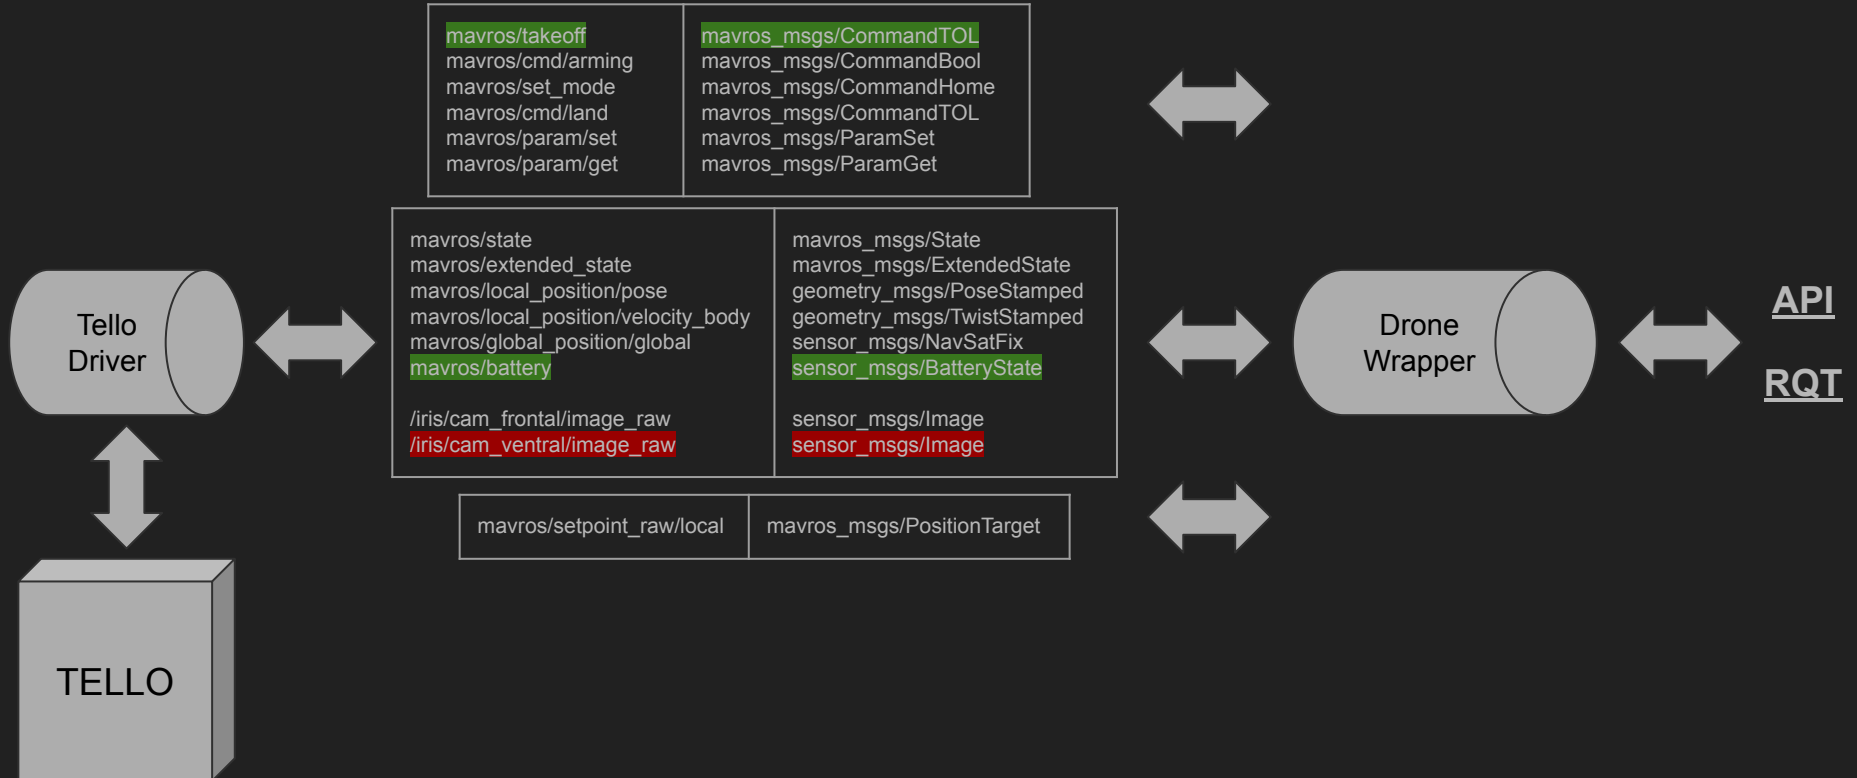 mavros/takeoff mavros_msgs/CommandTOL
mavros/cmd/arming mavros_msgs/CommandBool
mavros/set_mode mavros_msgs/CommandHome
mavros/cmd/land mavros_msgs/CommandTOL
mavros/param/set mavros_msgs/ParamSet
mavros/param/get mavros_msgs/ParamGet
mavros/state mavros_msgs/State
mavros/extended_state mavros_msgs/ExtendedState
mavros/local_position/pose geometry_msgs/PoseStamped
mavros/local_position/velocity_body geometry_msgs/TwistStamped
mavros/global_position/global sensor_msgs/NavSatFix
mavros/battery sensor_msgs/BatteryState
/iris/cam_frontal/image_raw sensor_msgs/Image
/iris/cam_ventral/image_raw sensor_msgs/Image
mavros/setpoint_raw/local mavros_msgs/PositionTarget
Tello
Driver
TELLO
Drone
Wrapper
API
RQT